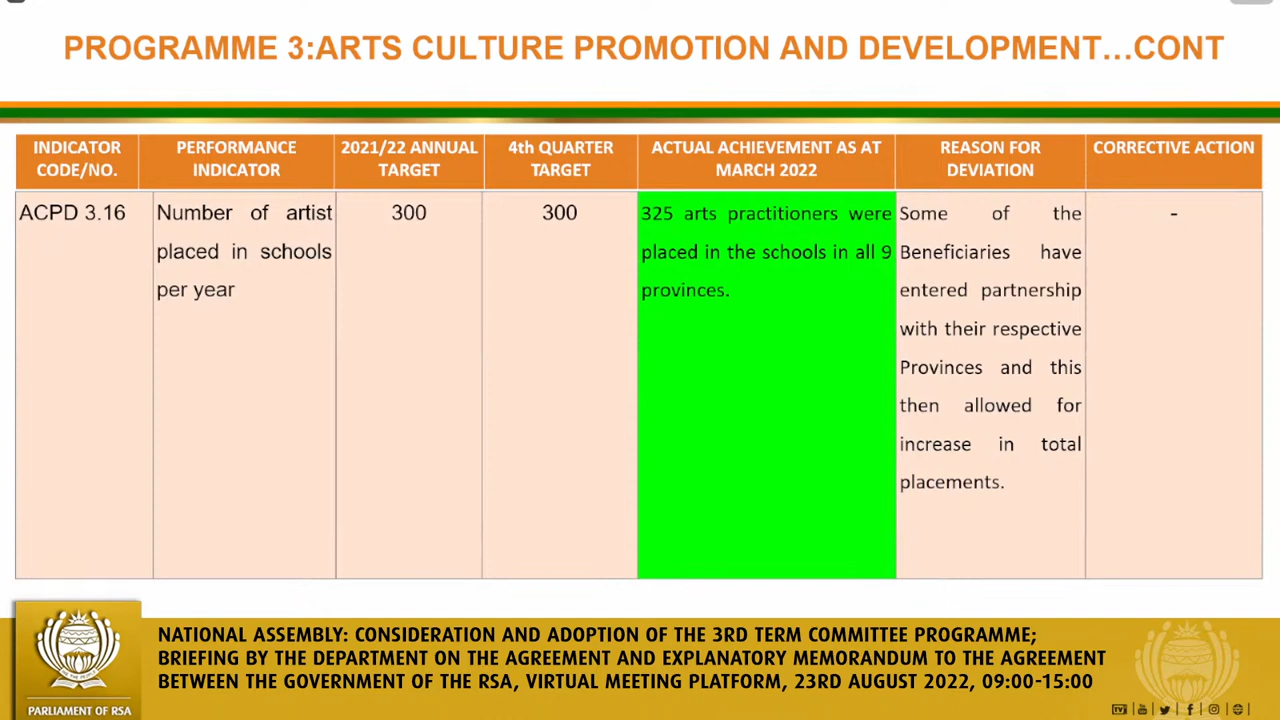 PROGRAMME 3:ARTS CULTURE PROMOTION AND DEVELOPMENT...CONT
INDICATOR CODE/NO.
PERFORMANCE INDICATOR
2021/22 ANNUAL TARGET
4th QUARTER TARGET
ACTUAL ACHIEVEMENT AS AT MARCH 2022
REASON FOR DEVIATION
CORRECTIVE ACTION
ACPD 3.16
Number of artist
placed in schools
per year
300
300
325 arts practitioners were
placed in the schools in all 9
provinces.
Some of the
Beneficiaries have
entered partnership
with their respective
Provinces and this
then allowed for
increase in total
placements.
-
NATIONAL ASSEMBLY: CONSIDERATION AND ADOPTION OF THE 3RD TERM COMMITTEE PROGRAMME;
BRIEFING BY THE DEPARTMENT ON THE AGREEMENT AND EXPLANATORY MEMORANDUM TO THE AGREEMENT
BETWEEN THE GOVERNMENT OF THE RSA, VIRTUAL MEETING PLATFORM, 23RD AUGUST 2022, 09:00-15:00
PARLIAMENT OF RSA